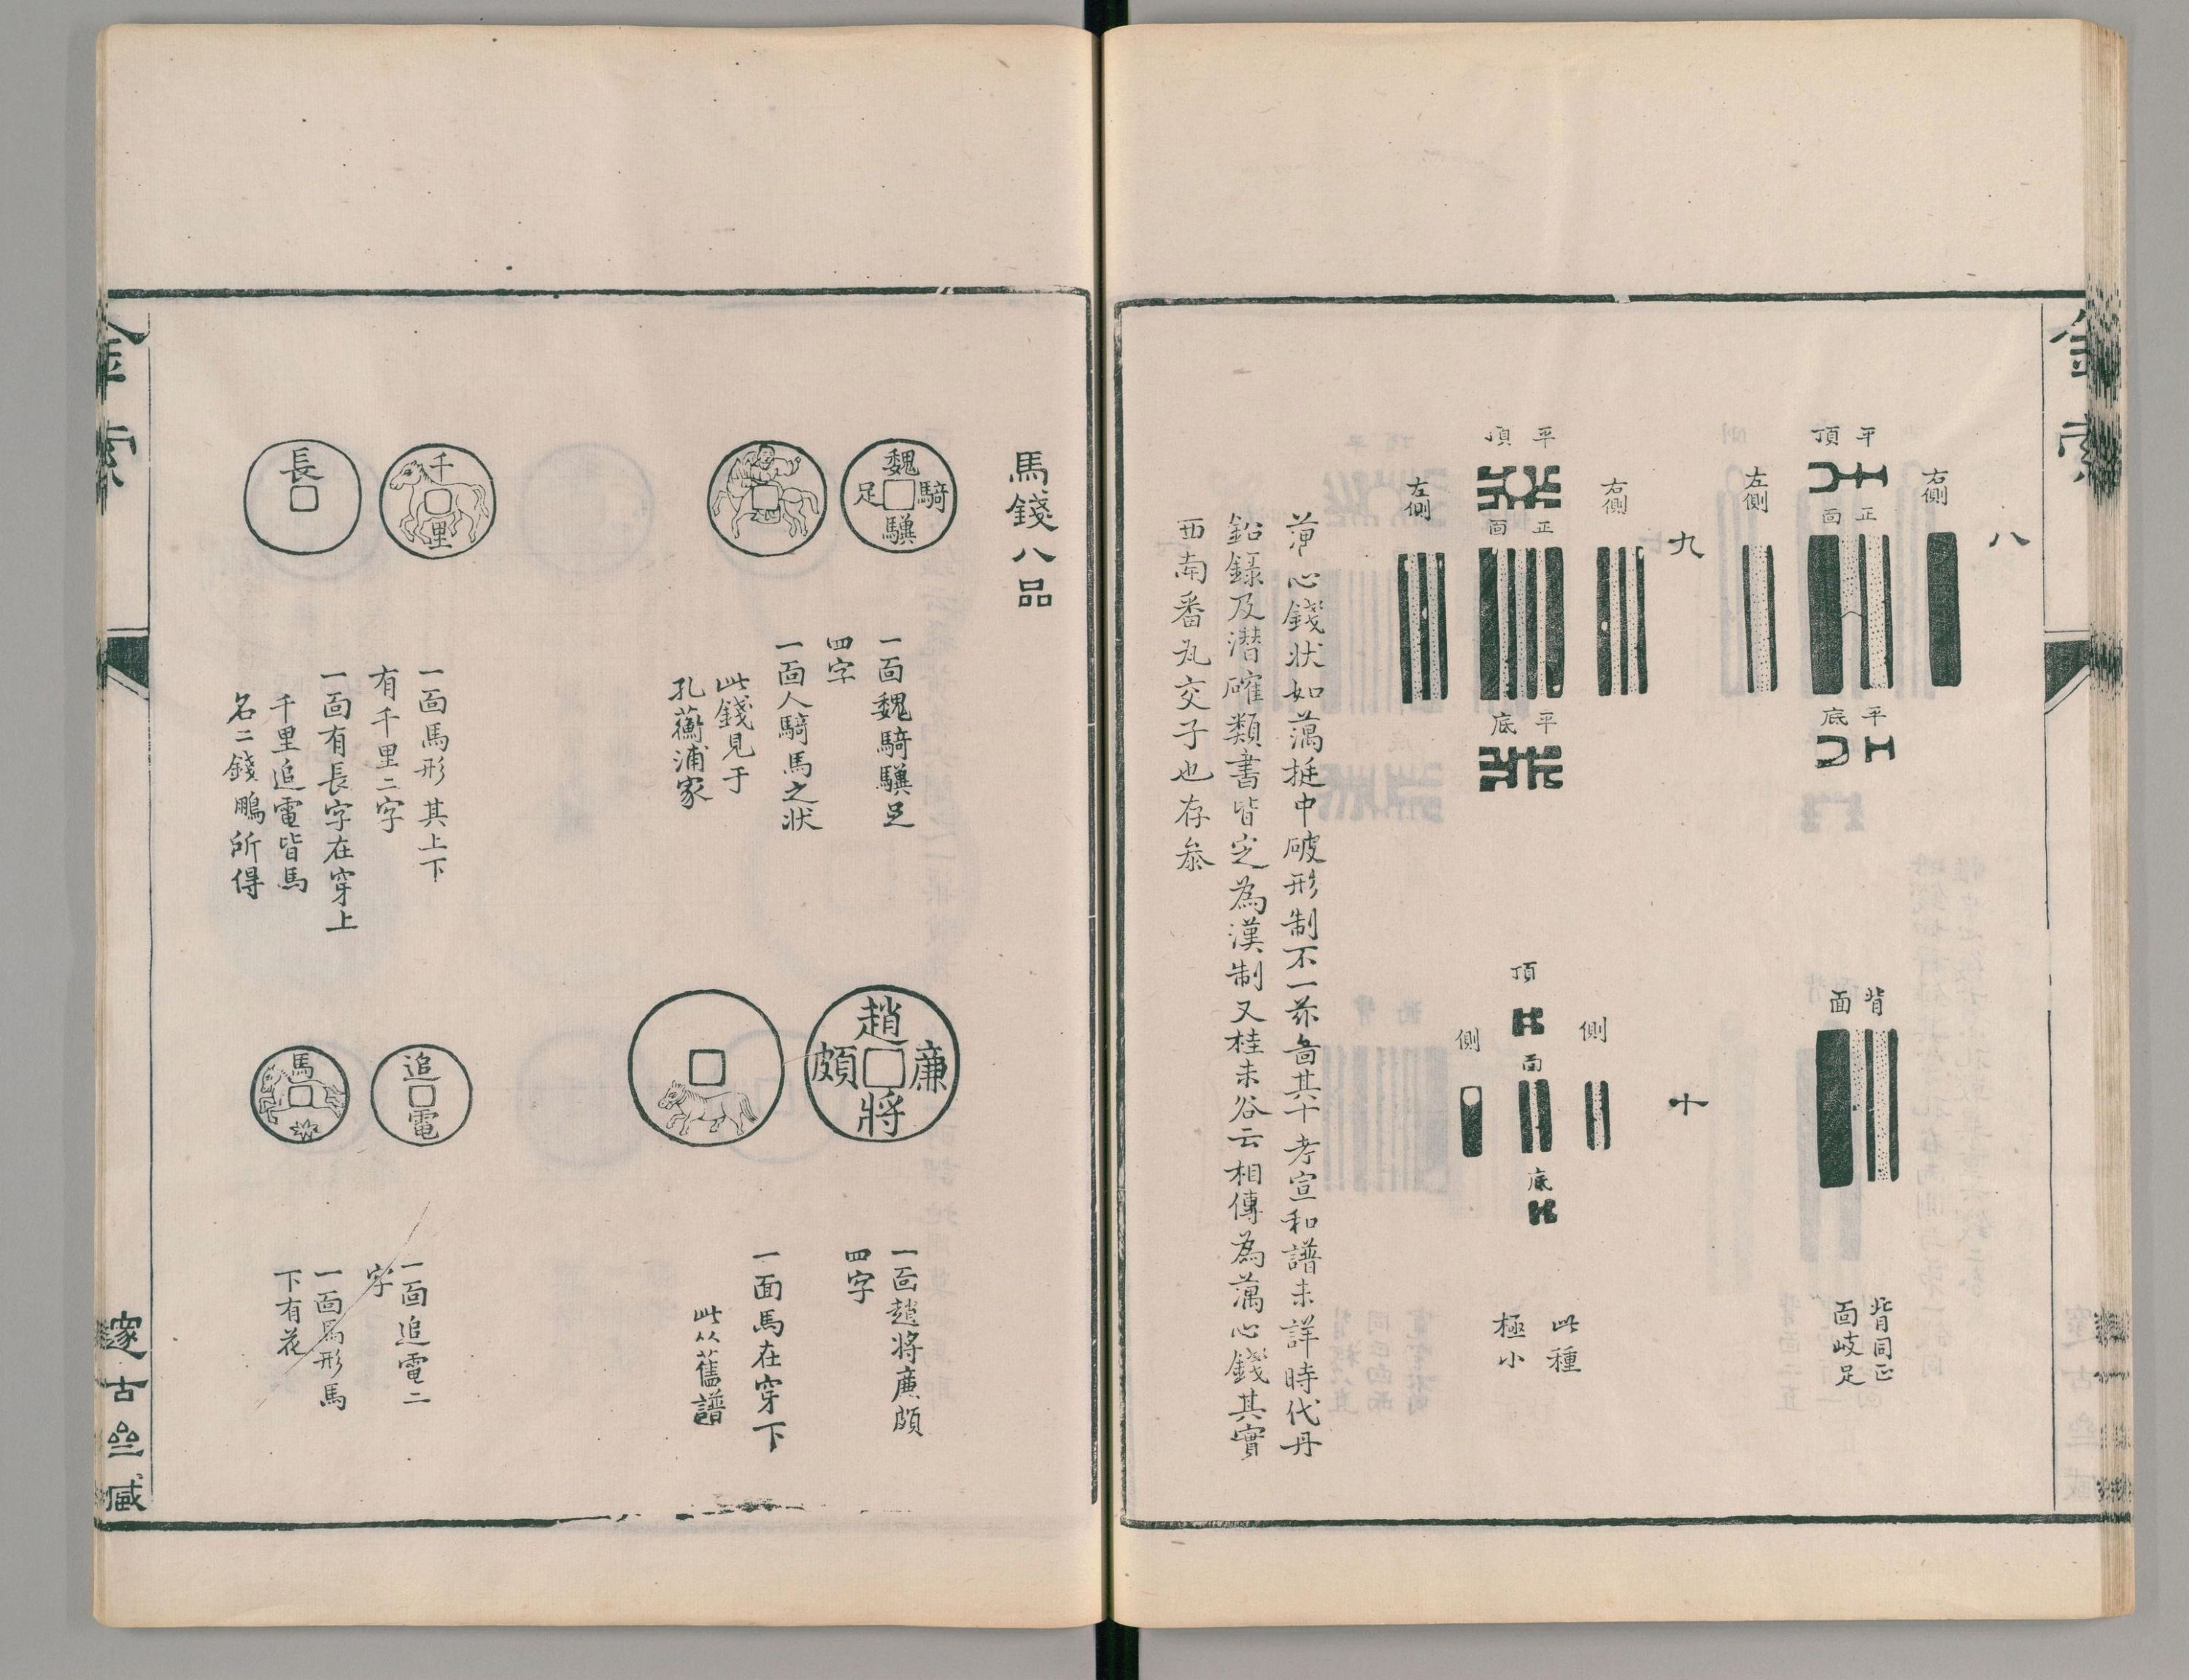 金索
八
右側
平頂
正面
平底
左側
背面
背同正
面岐足
九
右側
平頂
正面
平底
左側
十
側
頂
面
底
側
此種
極小
藕心錢狀如藕挺中破形制不一茲啚其十考宣和譜未詳時代丹
鉛錄及潜確類書皆定為漢制又桂未谷云相傳為藕心錢其實
西南番瓦交子也存叅
馬錢八品
魏騎驥足
一面魏騎驥足
四字
一面人騎馬之狀
此錢見于
孔蘅浦家
趙將廉頗
一面趙將廉頗
四字
一面馬在穿下
此从舊譜
千里
長
一面馬形其上下
有千里二字
一面有長字在穿上
千里追電皆馬
名二錢鵬所得
追電
馬
一面追電二
字
一面馬形馬
下有花
金索
邃古坒臧